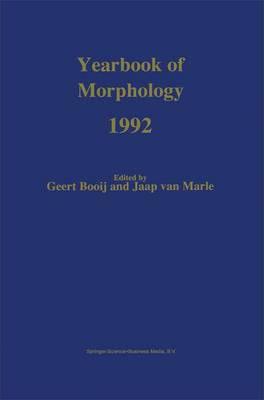 Yearbook of
Morphology
1992
Edited by
Geert Booij and Jaap van Marle
Springer-Science+Business Media, B.V.